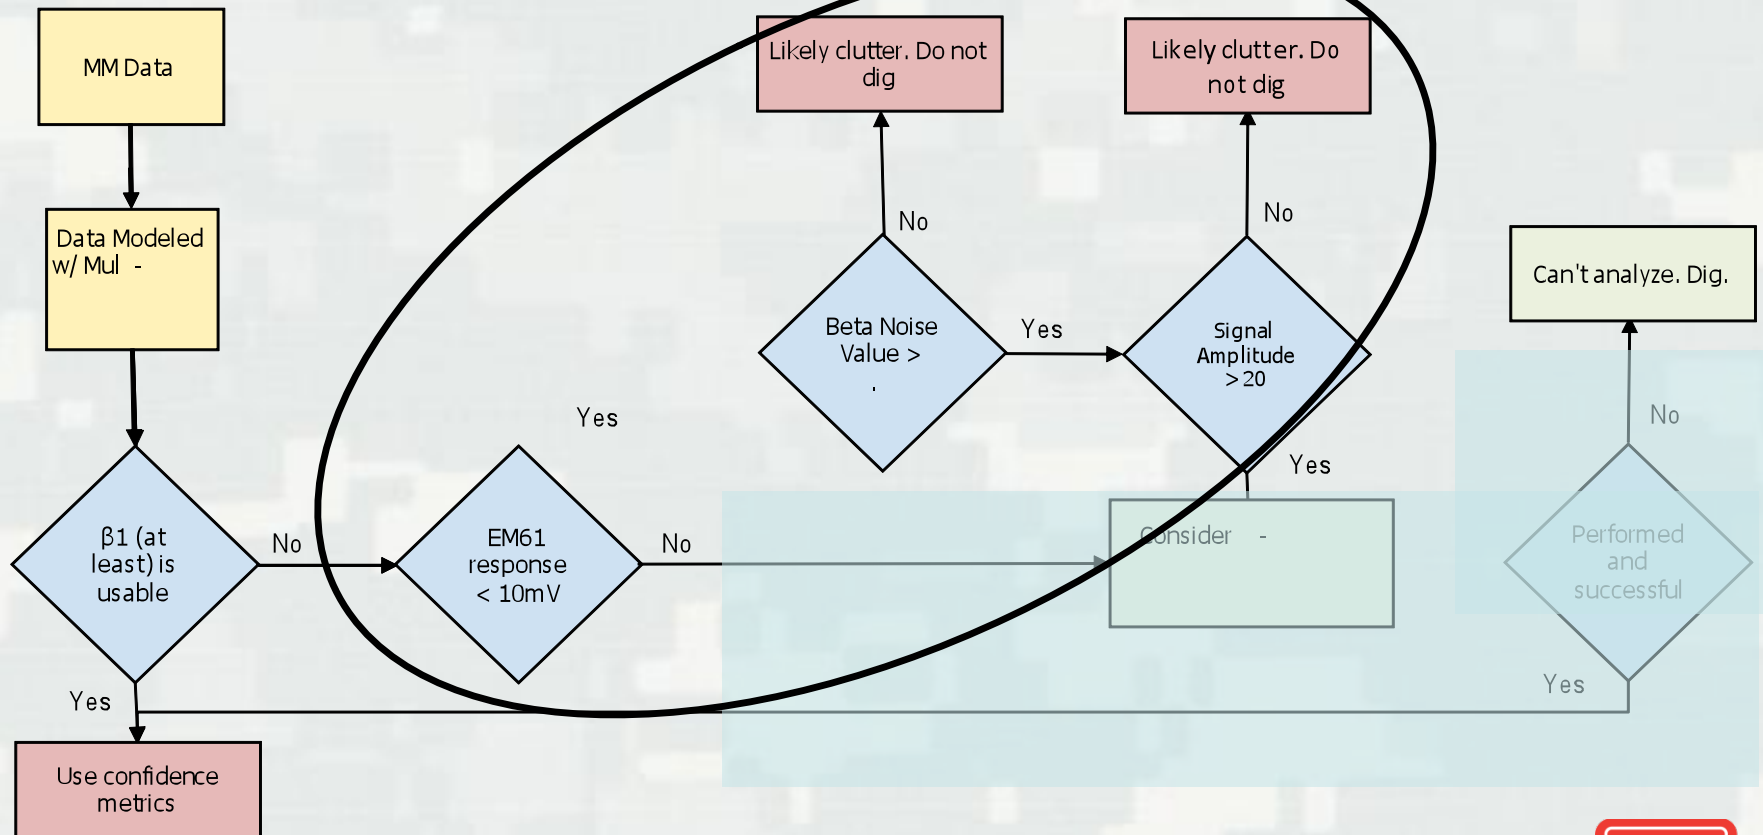 MM Data
Data Modeled
w/ Mul -
β1 (at
least) is
usable
No
Yes
Use confidence
metrics
EM61
response
< 10mV
Yes
No
Likely clutter. Do not
dig
No
Beta Noise
Value >
.
Yes
Likely clutter. Do
not dig
No
Signal
Amplitude
>20
Yes
Consider -
Can't analyze. Dig.
No
Performed
and
successful
Yes